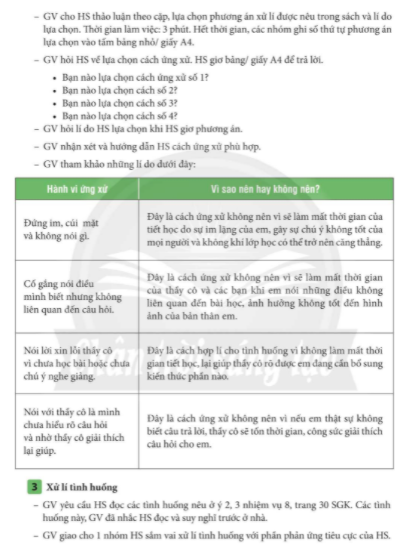 – GV cho HS thảo luận theo cặp, lựa chọn phương án xử lí được nêu trong sách và lí do
lựa chọn. Thời gian làm việc: 3 phút. Hết thời gian, các nhóm ghi số thứ tự phương án
lựa chọn vào tấm bảng nhỏ/ giấy A4.
– GV hỏi HS về lựa chọn cách ứng xử. HS giơ bảng/ giấy A4 để trả lời.
• Bạn nào lựa chọn cách ứng xử số 1?
• Bạn nào lựa chọn cách số 2?
• Bạn nào lựa chọn cách số 3?
• Bạn nào lựa chọn cách số 4?
– GV hỏi lí do HS lựa chọn khi HS giơ phương án.
– GV nhận xét và hướng dẫn HS cách ứng xử phù hợp.
– GV tham khảo những lí do dưới đây:
Hành vi ứng xử
Vì sao nên hay không nên?
Đứng im, cúi mặt
và không nói gì.
Đây là cách ứng xử không nên vì sẽ làm mất thời gian của
tiết học do sự im lặng của em, gây sự chú ý không tốt của
mọi người và không khí lớp học có thể trở nên căng thẳng.
Cố gắng nói điều
mình biết nhưng không
liên quan đến câu hỏi.
Đây là cách ứng xử không nên vì sẽ làm mất thời gian
của thầy cô và các bạn khi em nói những điều không
liên quan đến bài học, ảnh hưởng không tốt đến hình
ảnh của bản thân em.
Nói lời xin lỗi thầy cô
vì chưa học bài hoặc chưa
chú ý nghe giảng.
Đây là cách hợp lí cho tình huống vì không làm mất thời
gian tiết học, lại giúp thầy cô rõ được em đang cần bổ sung
kiến thức phần nào.
Nói với thầy cô là mình
chưa hiểu rõ câu hỏi
và nhờ thầy cô giải thích
lại giúp.
Đây là cách ứng xử không nên vì nếu em thật sự không
biết câu trả lời, thầy cô sẽ tốn thời gian, công sức giải thích
câu hỏi cho em.
3 Xử lí tình huống
– GV yêu cầu HS đọc các tình huống nêu ở ý 2, 3 nhiệm vụ 8, trang 30 SGK. Các tình
huống này, GV đã nhắc HS đọc và suy nghĩ trước ở nhà.
– GV giao cho 1 nhóm HS sắm vai xử lí tình huống với phần phản ứng tiêu cực của HS.